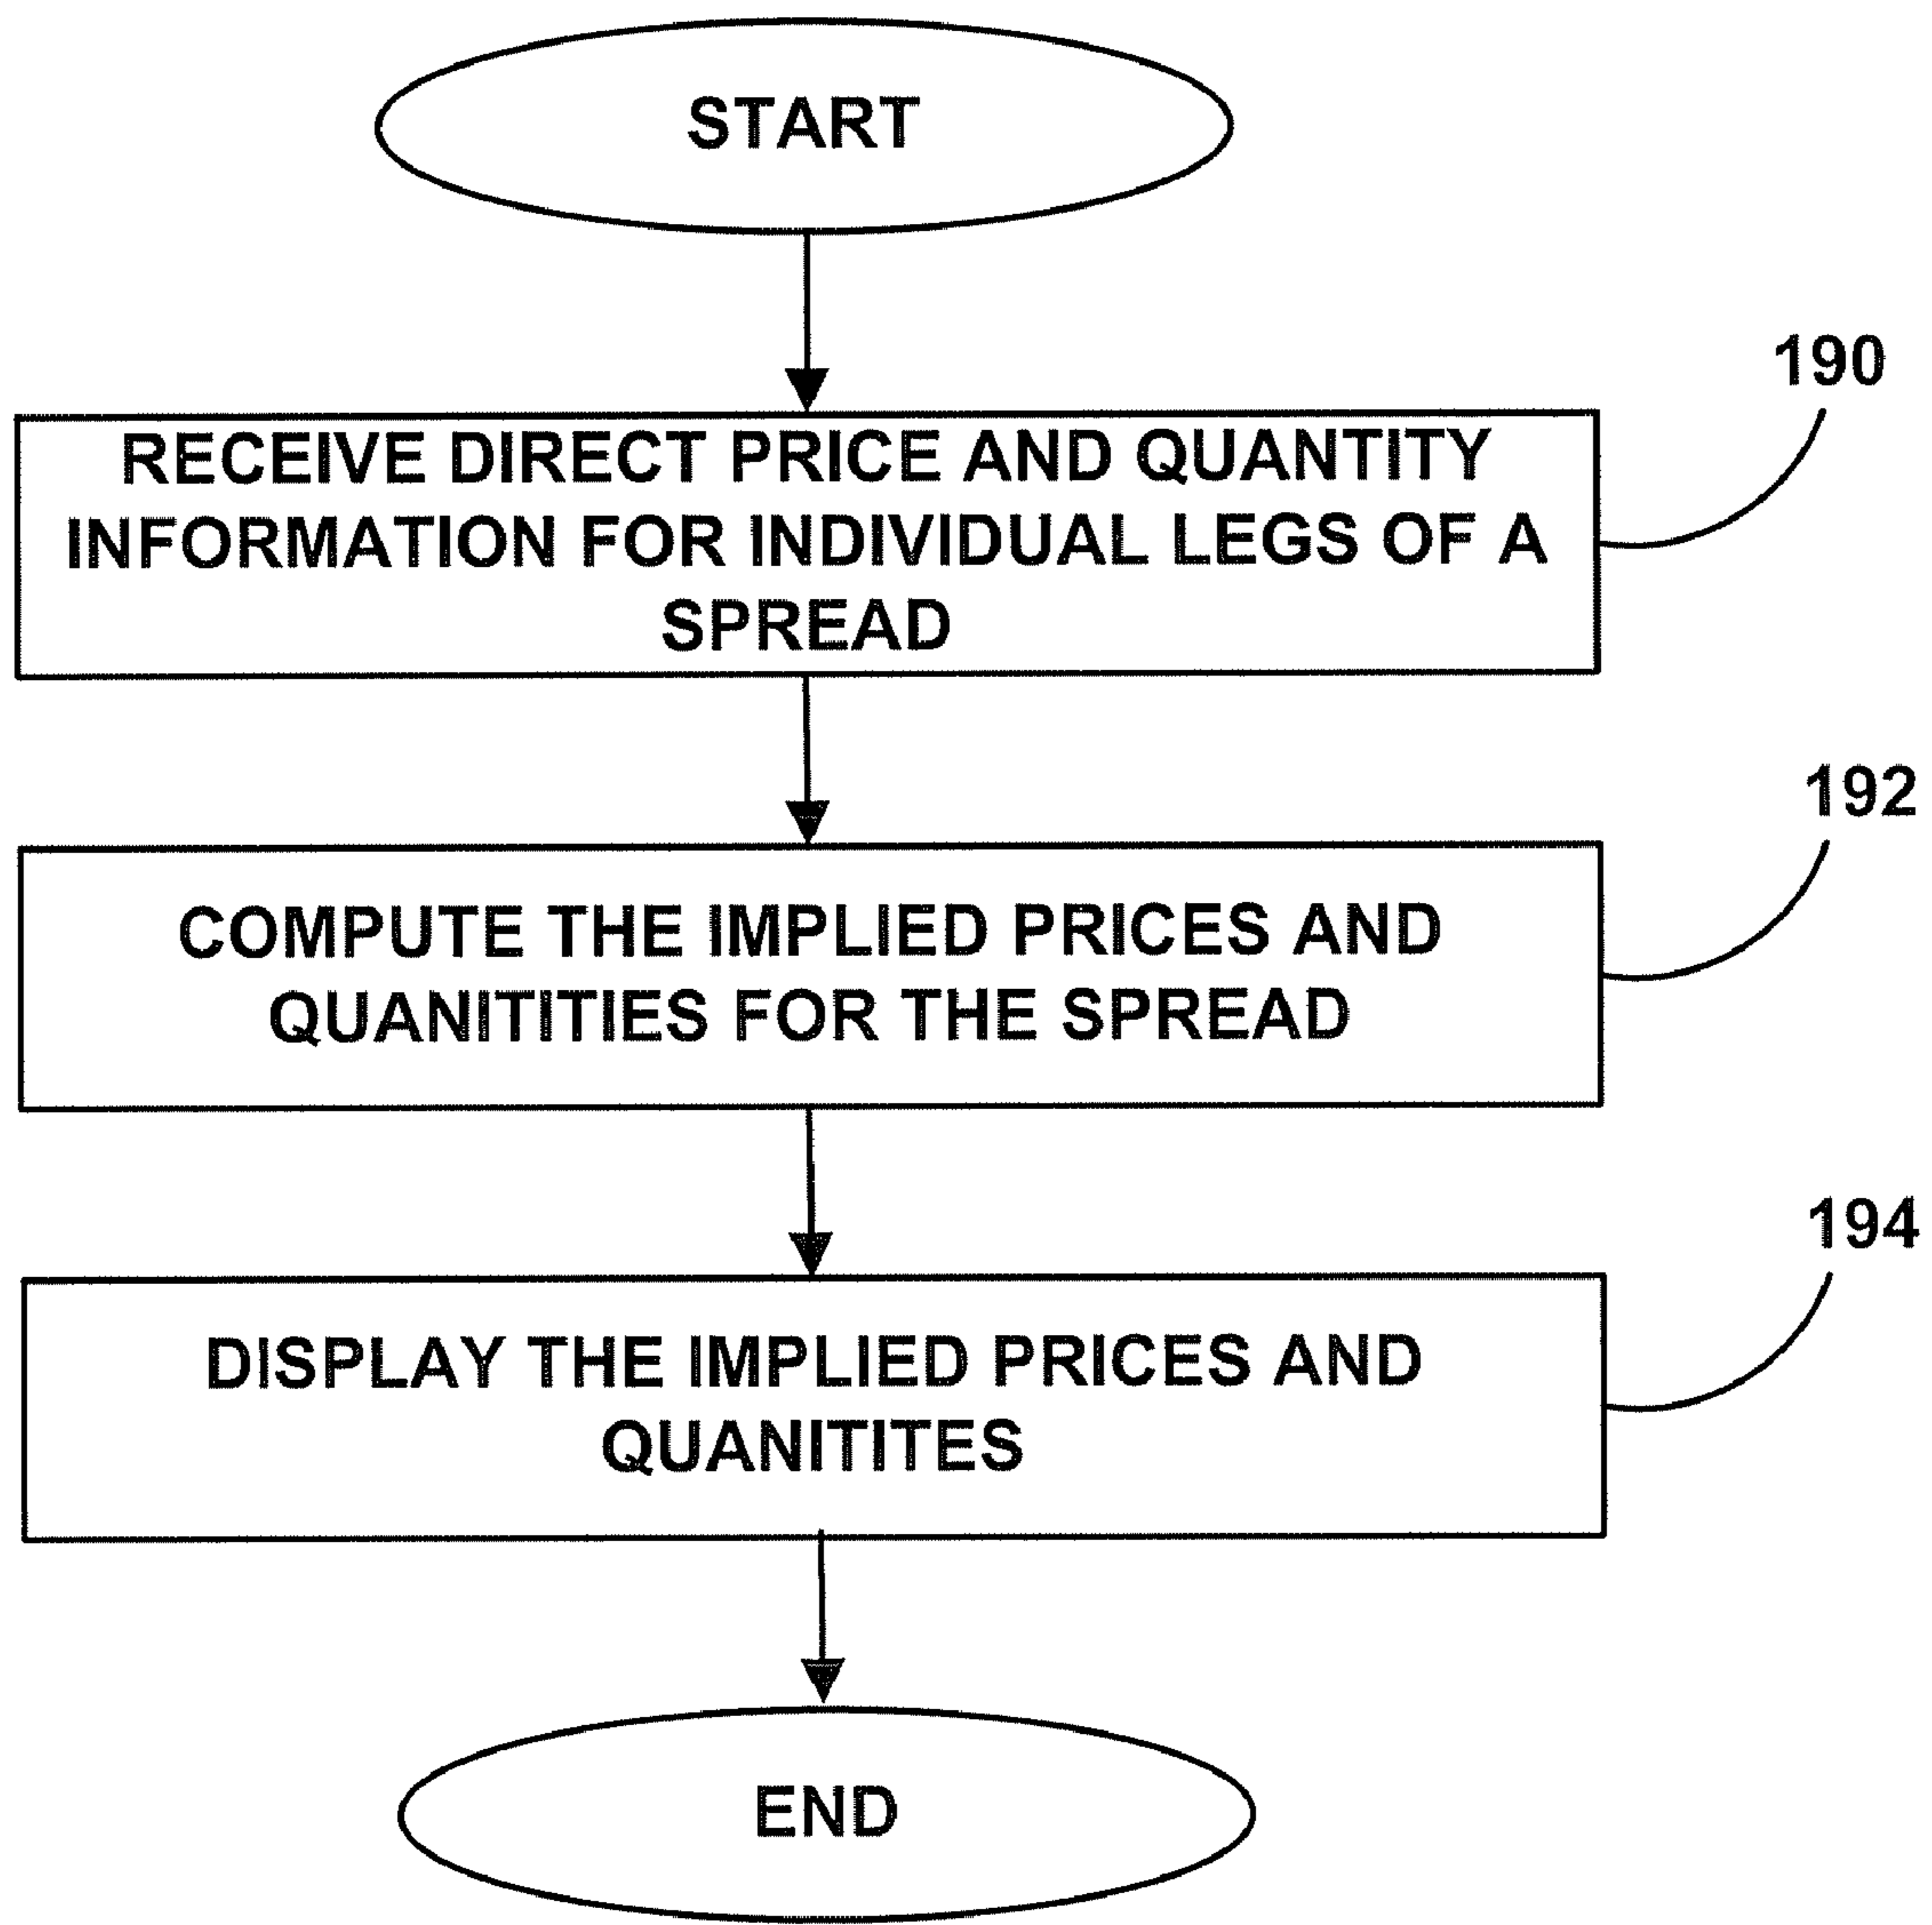 START
190
RECEIVE DIRECT PRICE AND QUANTITY
INFORMATION FOR INDIVIDUAL LEGS OF A
SPREAD
192
COMPUTE THE IMPLIED PRICES AND
QUANITITIES FOR THE SPREAD
194
DISPLAY THE IMPLIED PRICES AND
QUANITITES
END